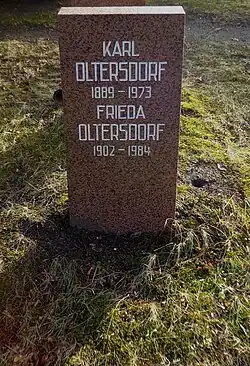 KARL
OLTERSDORF
1889 – 1973
FRIEDA
OLTERSDORF
1902 – 1984